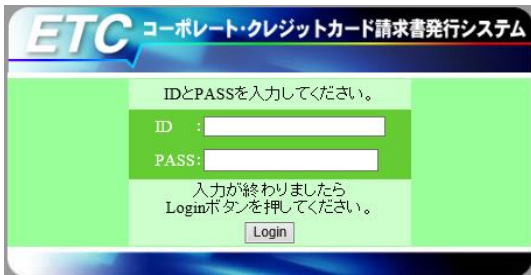 ETC コーポレート・クレジットカード請求書発行システム
IDとPASSを入力してください。
ID :
PASS:
入力が終わりましたら
Loginボタンを押してください。
Login